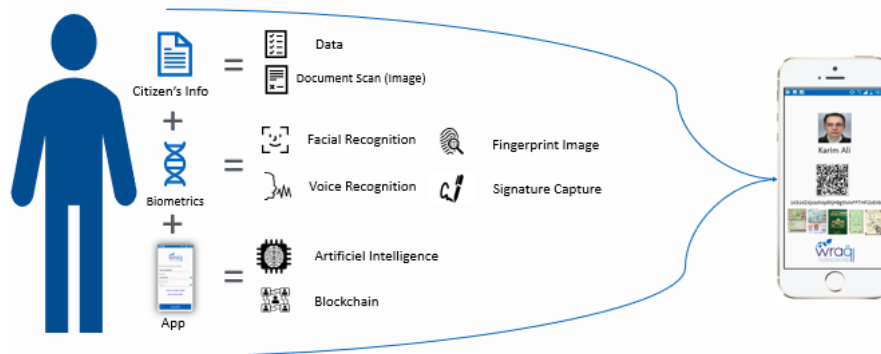 Citizen's Info
=
Data
Document Scan (Image)
+
Biometrics
=
Facial Recognition
Fingerprint Image
Voice Recognition
Signature Capture
+
App
=
Artificiel Intelligence
Blockchain
Karim Ali
wraq